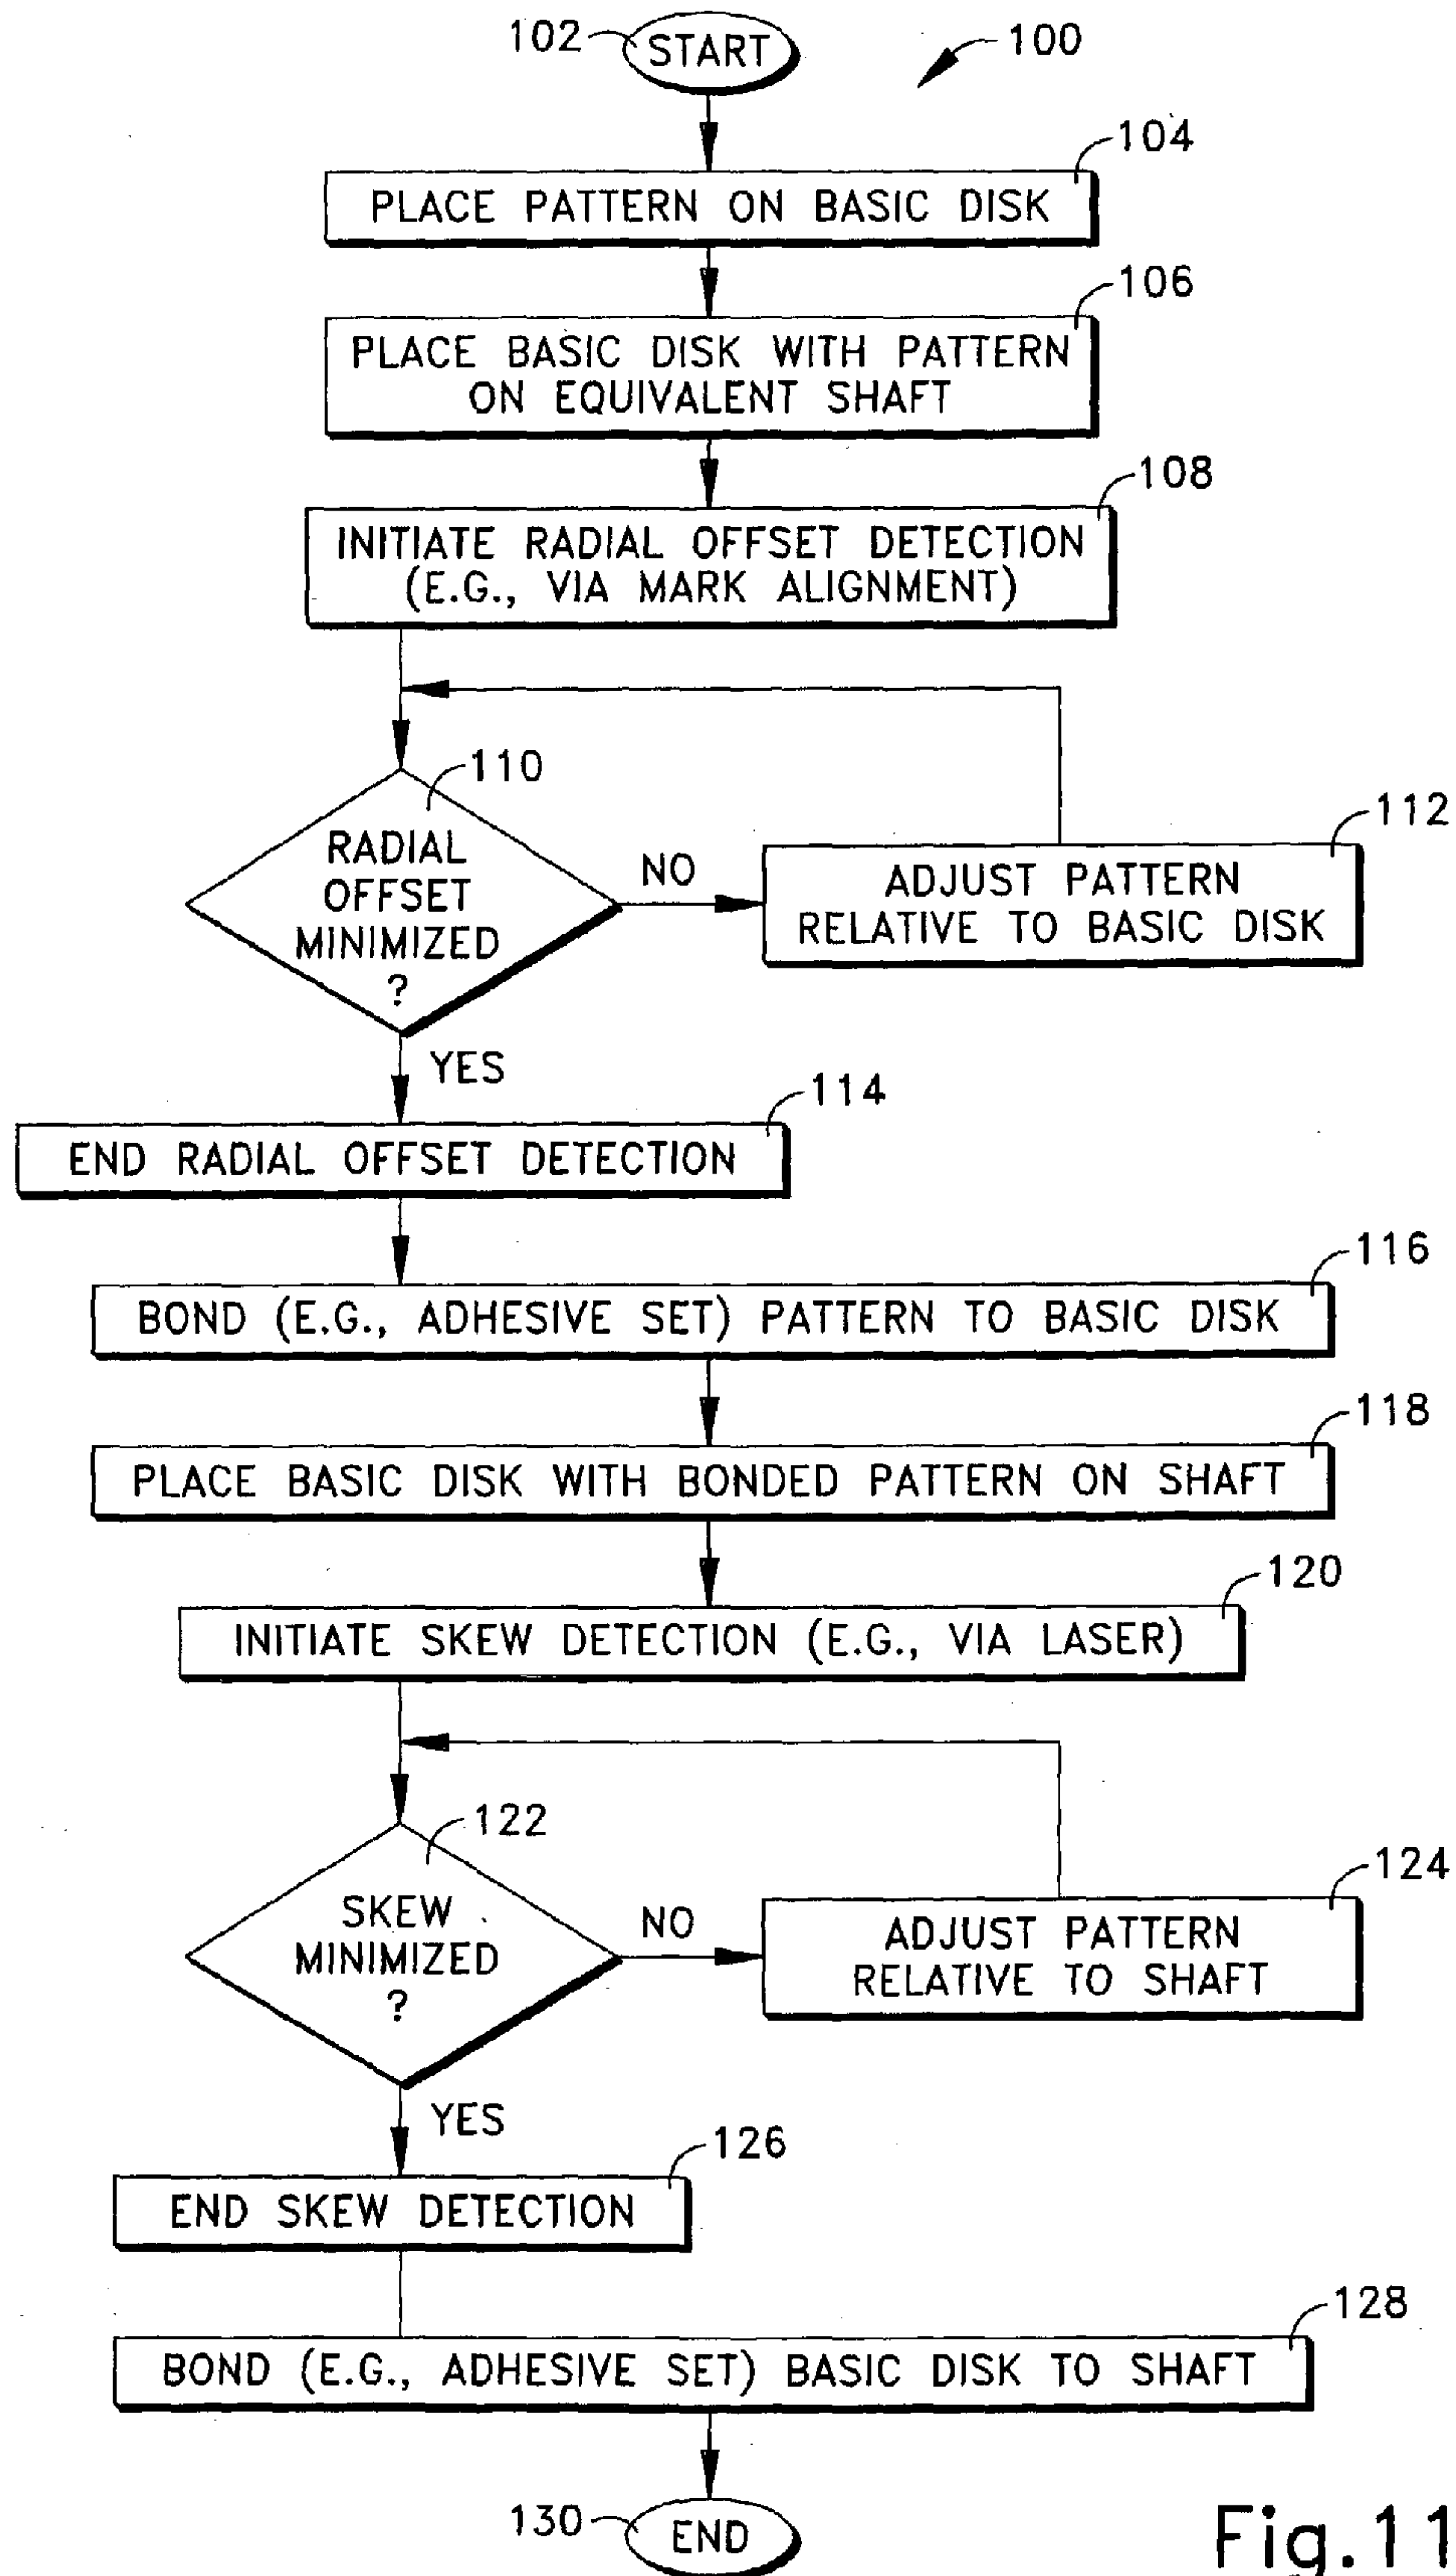 102 START 100
104
PLACE PATTERN ON BASIC DISK
106
PLACE BASIC DISK WITH PATTERN
ON EQUIVALENT SHAFT
108
INITIATE RADIAL OFFSET DETECTION
(E.G., VIA MARK ALIGNMENT)
110
RADIAL
OFFSET
MINIMIZED
?
NO
112
ADJUST PATTERN
RELATIVE TO BASIC DISK
YES
114
END RADIAL OFFSET DETECTION
116
BOND (E.G., ADHESIVE SET) PATTERN TO BASIC DISK
118
PLACE BASIC DISK WITH BONDED PATTERN ON SHAFT
120
INITIATE SKEW DETECTION (E.G., VIA LASER)
122
SKEW
MINIMIZED
?
NO
124
ADJUST PATTERN
RELATIVE TO SHAFT
YES
126
END SKEW DETECTION
128
BOND (E.G., ADHESIVE SET) BASIC DISK TO SHAFT
130 END
Fig.11